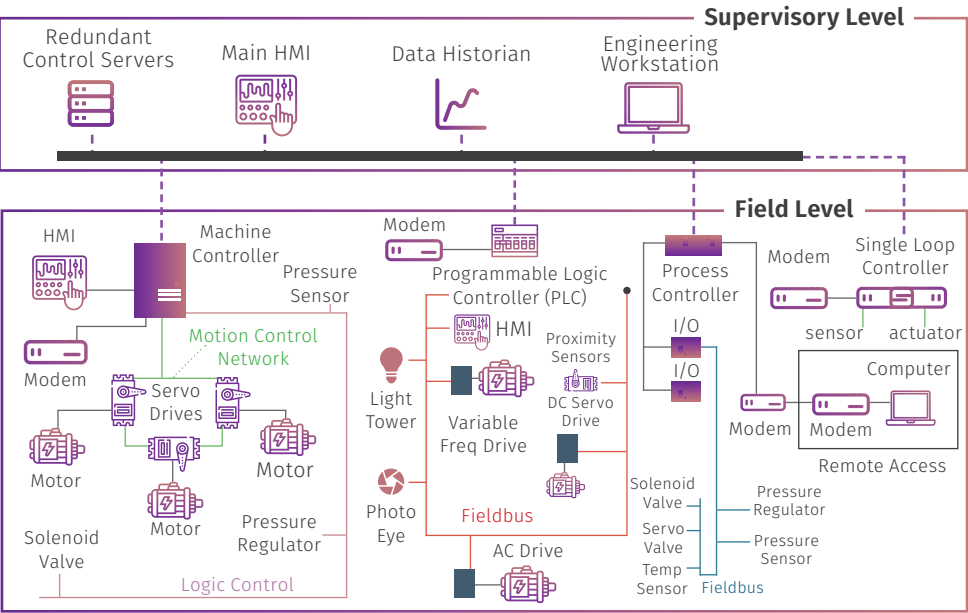 Supervisory Level
Redundant
Control Servers
Main HMI
Data Historian
Engineering
Workstation
Field Level
HMI
Machine
Controller
Pressure
Sensor
Motion Control
Network
Modem
Servo
Drives
Motor
Motor
Motor
Solenoid
Valve
Pressure
Regulator
Logic Control
Modem
Programmable Logic
Controller (PLC)
HMI
Light
Tower
Variable
Freq Drive
Proximity
Sensors
DC Servo
Drive
Photo
Eye
Fieldbus
AC Drive
Process
Controller
I/O
I/O
Modem
Single Loop
Controller
sensor
actuator
Computer
Modem
Modem
Remote Access
Solenoid
Valve
Servo
Valve
Temp
Sensor
Pressure
Regulator
Pressure
Sensor
Fieldbus